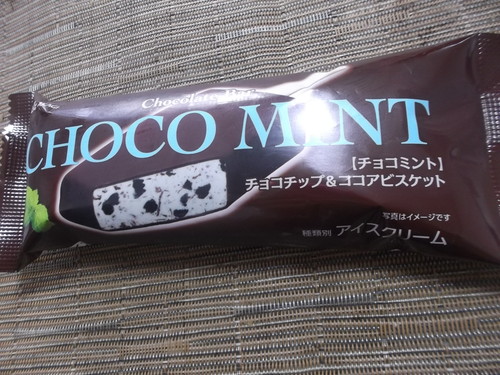 Chocolate Bar
CHOCO MINT
【チョコミント】
チョコチップ&ココアビスケット
写真はイメージです
種類別 アイスクリーム